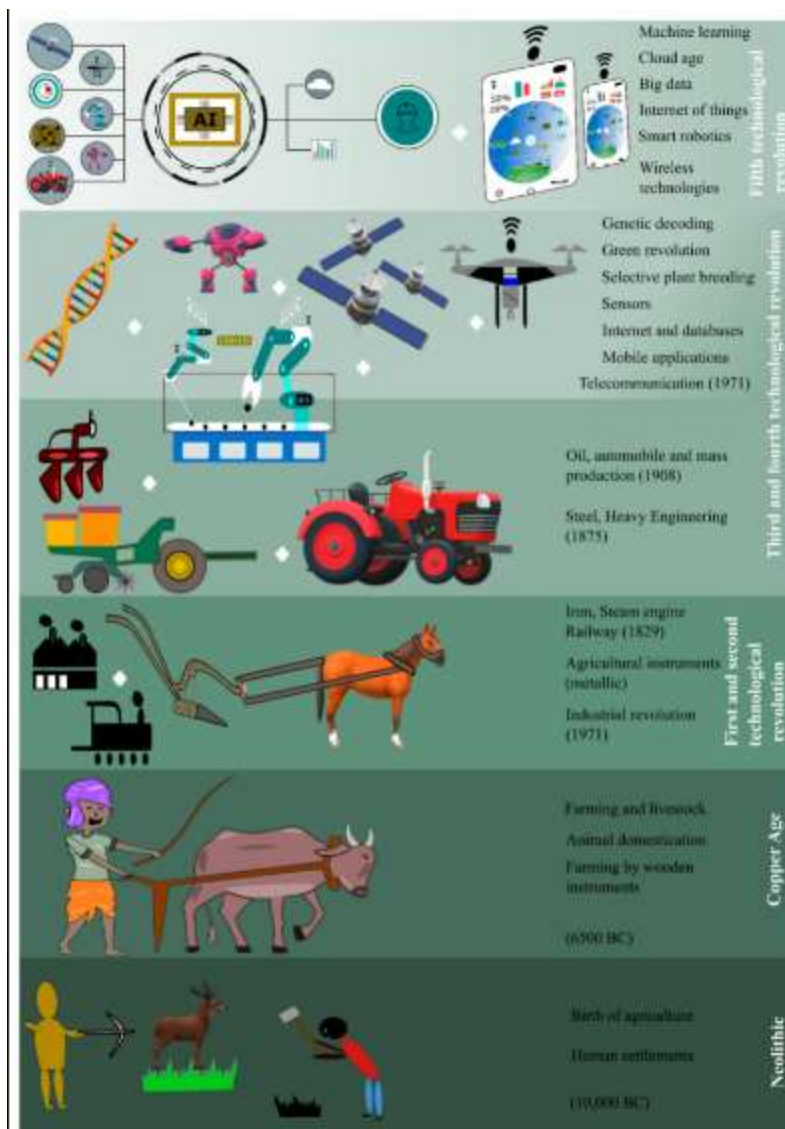 Machine learning
Cloud age
Big data
Internet of things
Smart robotics
Wireless
technologies
Fifth technological
revolution
AI
Genetic decoding
Green revolution
Selective plant breeding
Sensors
Internet and databases
Mobile applications
Telecommunication (1971)
Oil, automobile and mass
production (1908)
Steel, Heavy Engineering
(1875)
Third and fourth technological revolution
Iron, Steam engine
Railway (1829)
Agricultural instruments
(metallic)
Industrial revolution
(1971)
First and second
technological
revolution
Farming and livestock
Animal domestication
Farming by wooden
instruments
(6500 BC)
Copper Age
Birth of agriculture
Human settlements
(10,000 BC)
Neolithic